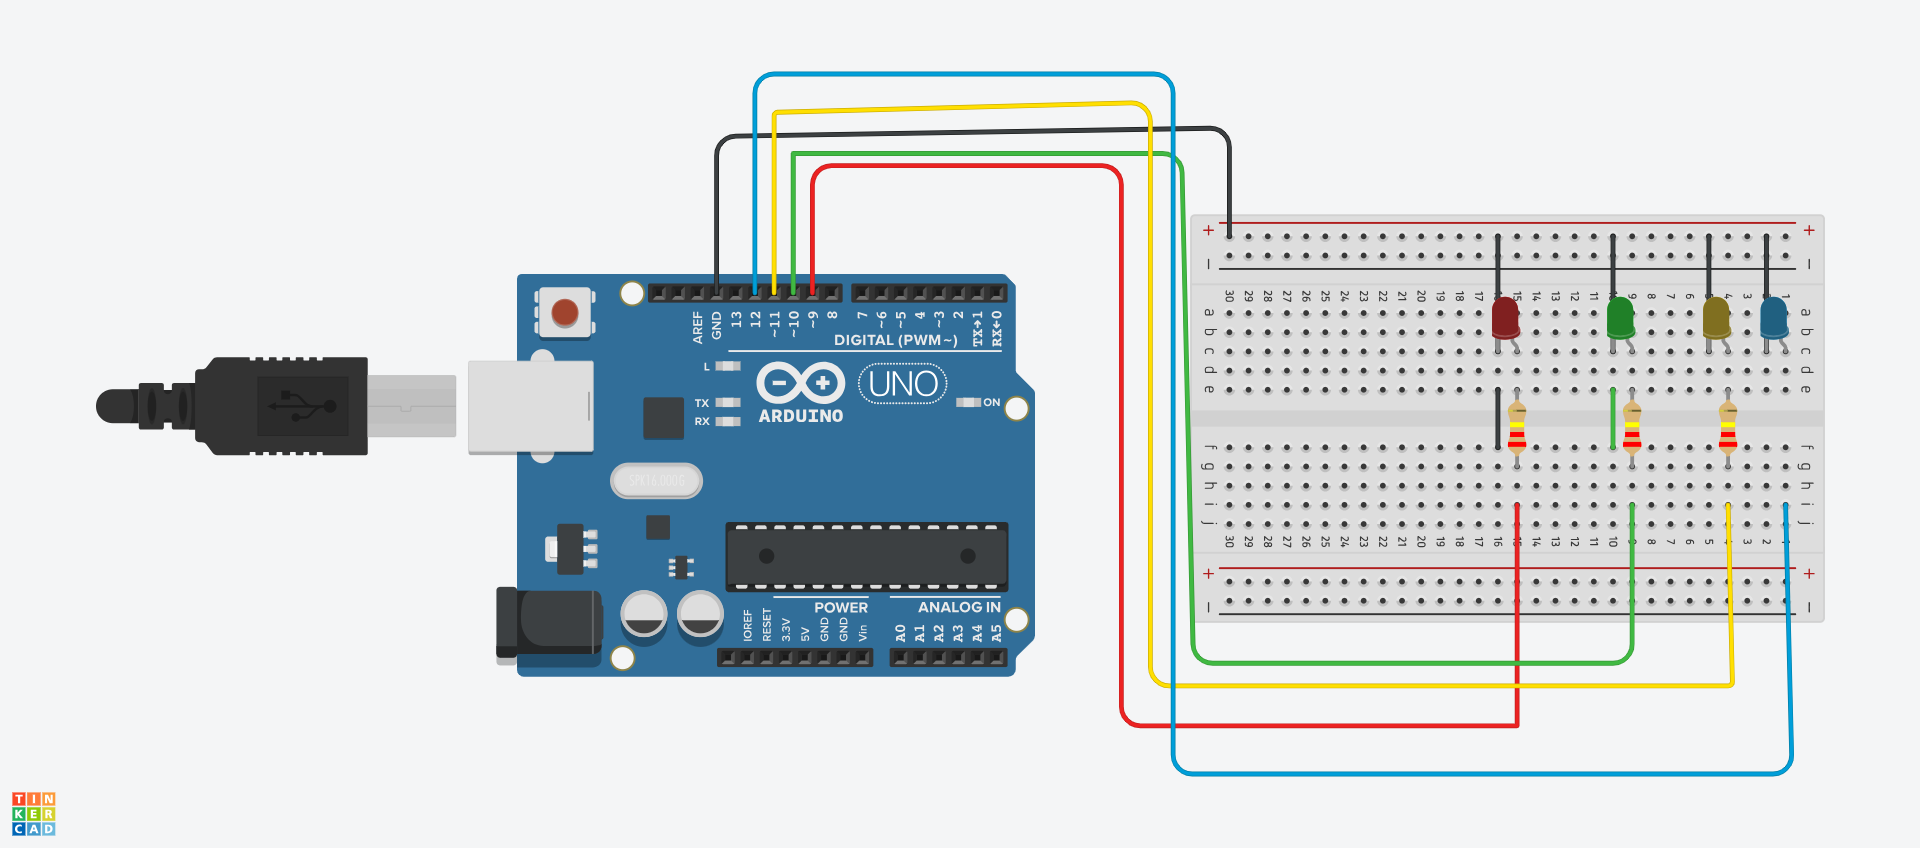 AREF
GND
13
12
~11
~10
~9
8
7
~6
~5
4
~3
2
TX→1
RX←0
DIGITAL (PWM~)
L
TX
RX
ARDUINO
UNO
ON
SPK16.000G
POWER
ANALOG IN
IOREF
RESET
3.3V
5V
GND
GND
Vin
A0
A1
A2
A3
A4
A5
+ +
– –
30 29 28 27 26 25 24 23 22 21 20 19 18 17 15 14 13 12 11 9 8 7 6 3 1
a a
b b
c c
d d
e e
f f
g g
h h
i i
j j
30 29 28 27 26 25 24 23 22 21 20 19 18 17 16 15 14 13 12 11 10 9 8 7 6 5 4 3 2 1
+ +
– –
TIN
KER
CAD